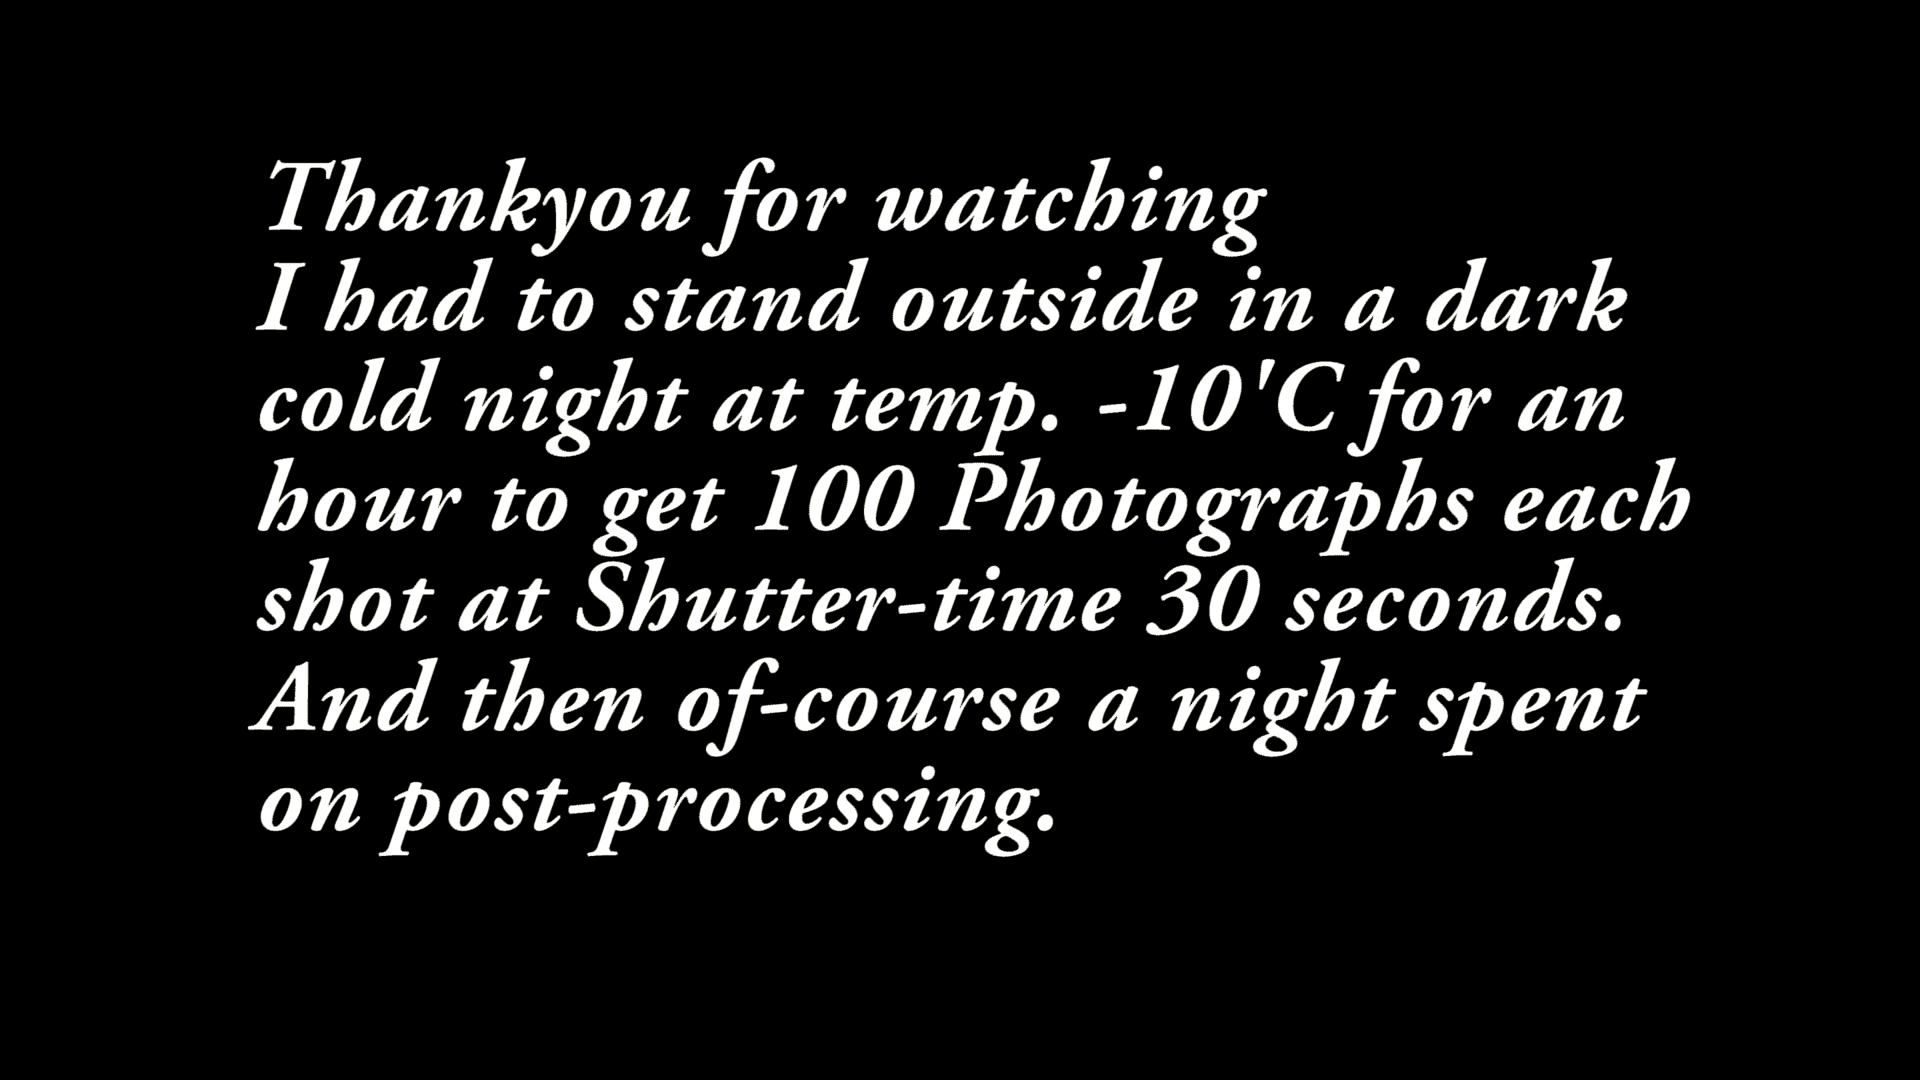 Thankyou for watching
I had to stand outside in a dark
cold night at temp. -10'C for an
hour to get 100 Photographs each
shot at Shutter-time 30 seconds.
And then of-course a night spent
on post-processing.